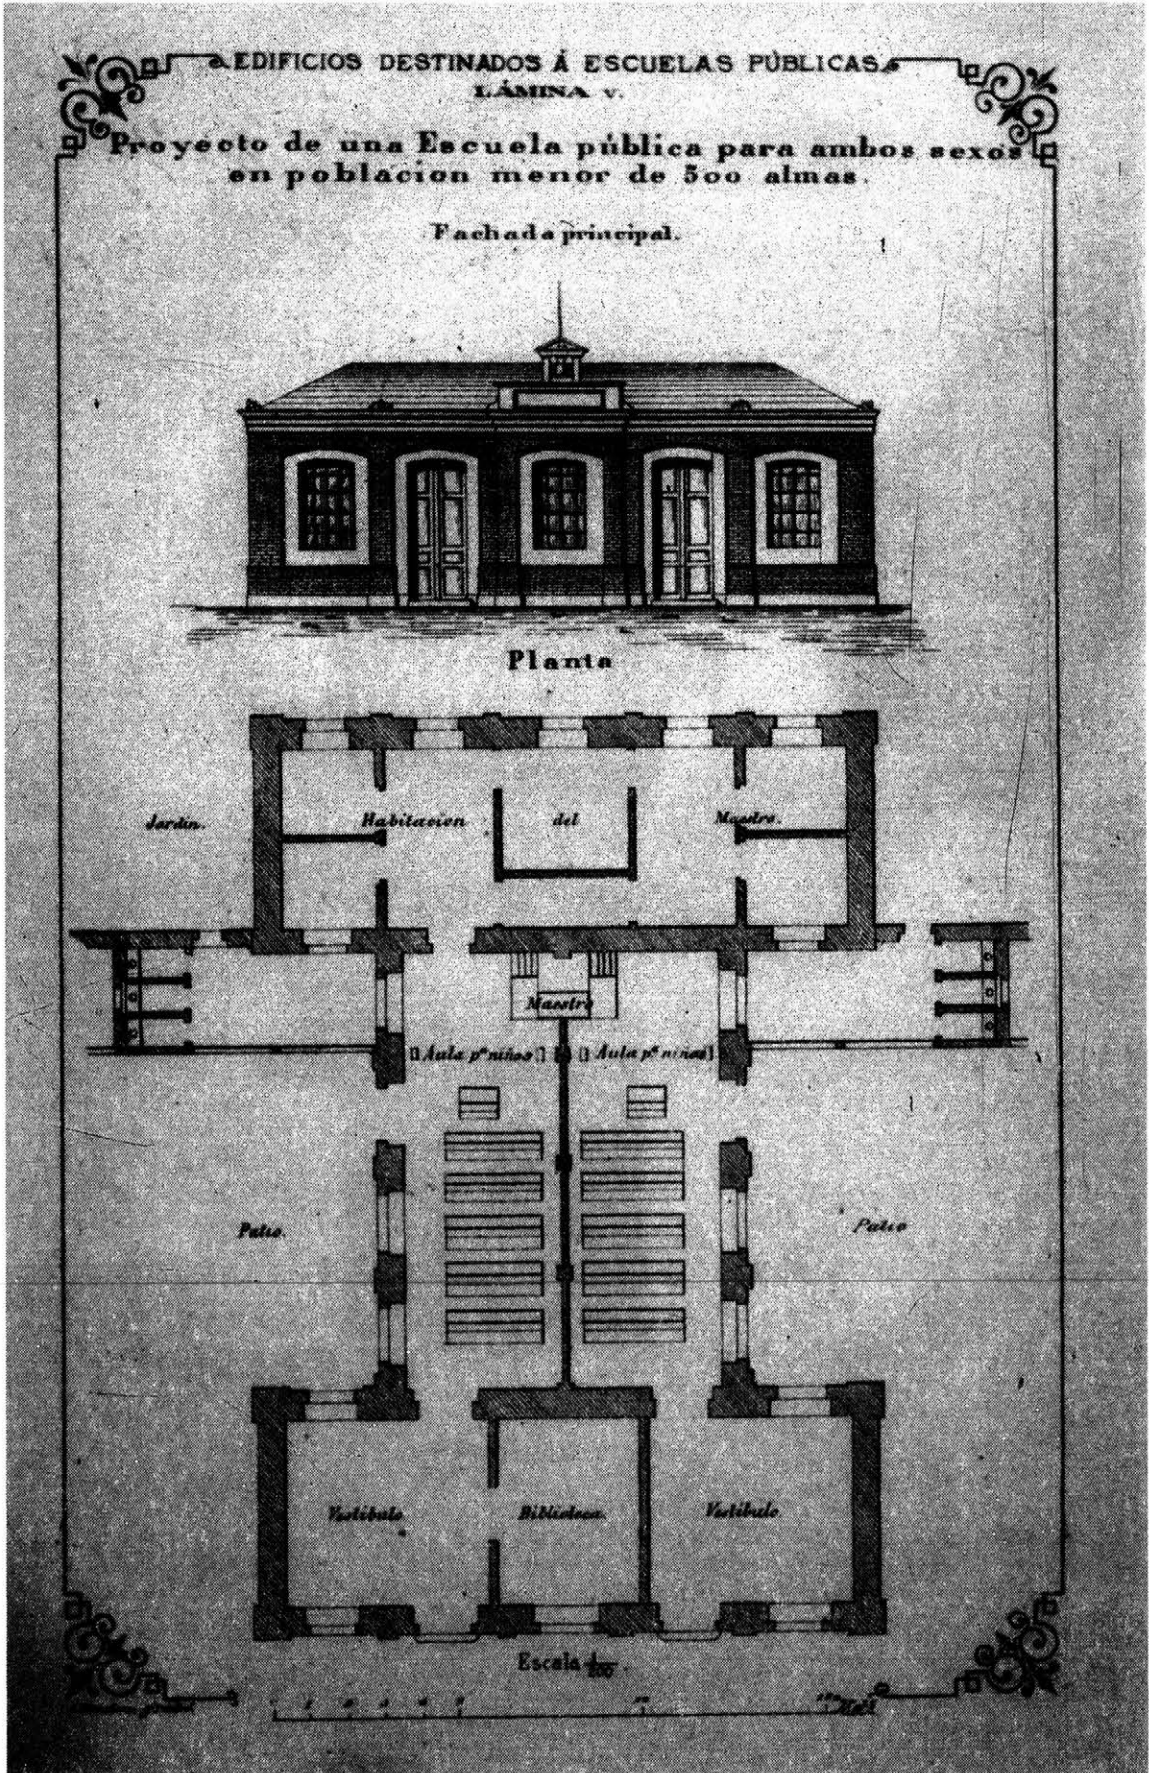 EDIFICIOS DESTINADOS Á ESCUELAS PÚBLICAS
LÁMINA V.
Proyecto de una Escuela pública para ambos sexos
en poblacion menor de 500 almas.
Fachada principal.
Planta
Jardin.
Habitacion del Maestro.
Maestro
Aula pª niños
Aula pª niñas
Patio.
Patio
Vestíbulo
Biblioteca.
Vestíbulo
Escala 1/200.